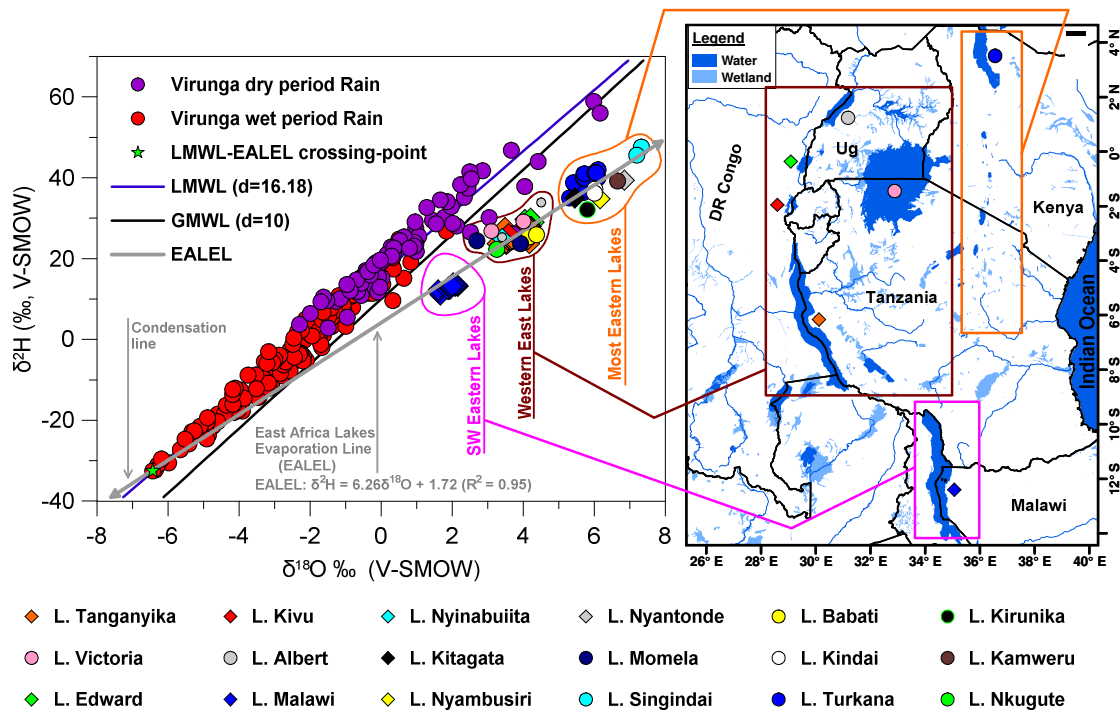 Virunga dry period Rain
Virunga wet period Rain
LMWL-EALEL crossing-point
LMWL (d=16.18)
GMWL (d=10)
EALEL
60
40
20
0
-20
-40
δ²H (‰, V-SMOW)
-8
-6
-4
-2
0
2
4
6
8
δ¹⁸O ‰ (V-SMOW)
Condensation
line
East Africa Lakes
Evaporation Line
(EALEL)
EALEL: δ²H = 6.26δ¹⁸O + 1.72 (R² = 0.95)
SW Eastern Lakes
Western East Lakes
Most Eastern Lakes
Legend
Water
Wetland
DR Congo
Ug
Kenya
Tanzania
Indian Ocean
Malawi
4° N
2° N
0°
2° S
4° S
6° S
8° S
10° S
12° S
26° E
28° E
30° E
32° E
34° E
36° E
38° E
40° E
L. Tanganyika
L. Kivu
L. Nyinabuiita
L. Nyantonde
L. Babati
L. Kirunika
L. Victoria
L. Albert
L. Kitagata
L. Momela
L. Kindai
L. Kamweru
L. Edward
L. Malawi
L. Nyambusiri
L. Singindai
L. Turkana
L. Nkugute